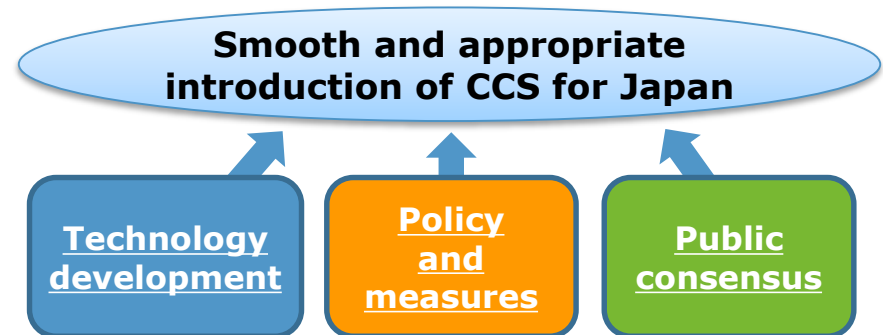 Smooth and appropriate
introduction of CCS for Japan
Technology
development
Policy
and
measures
Public
consensus